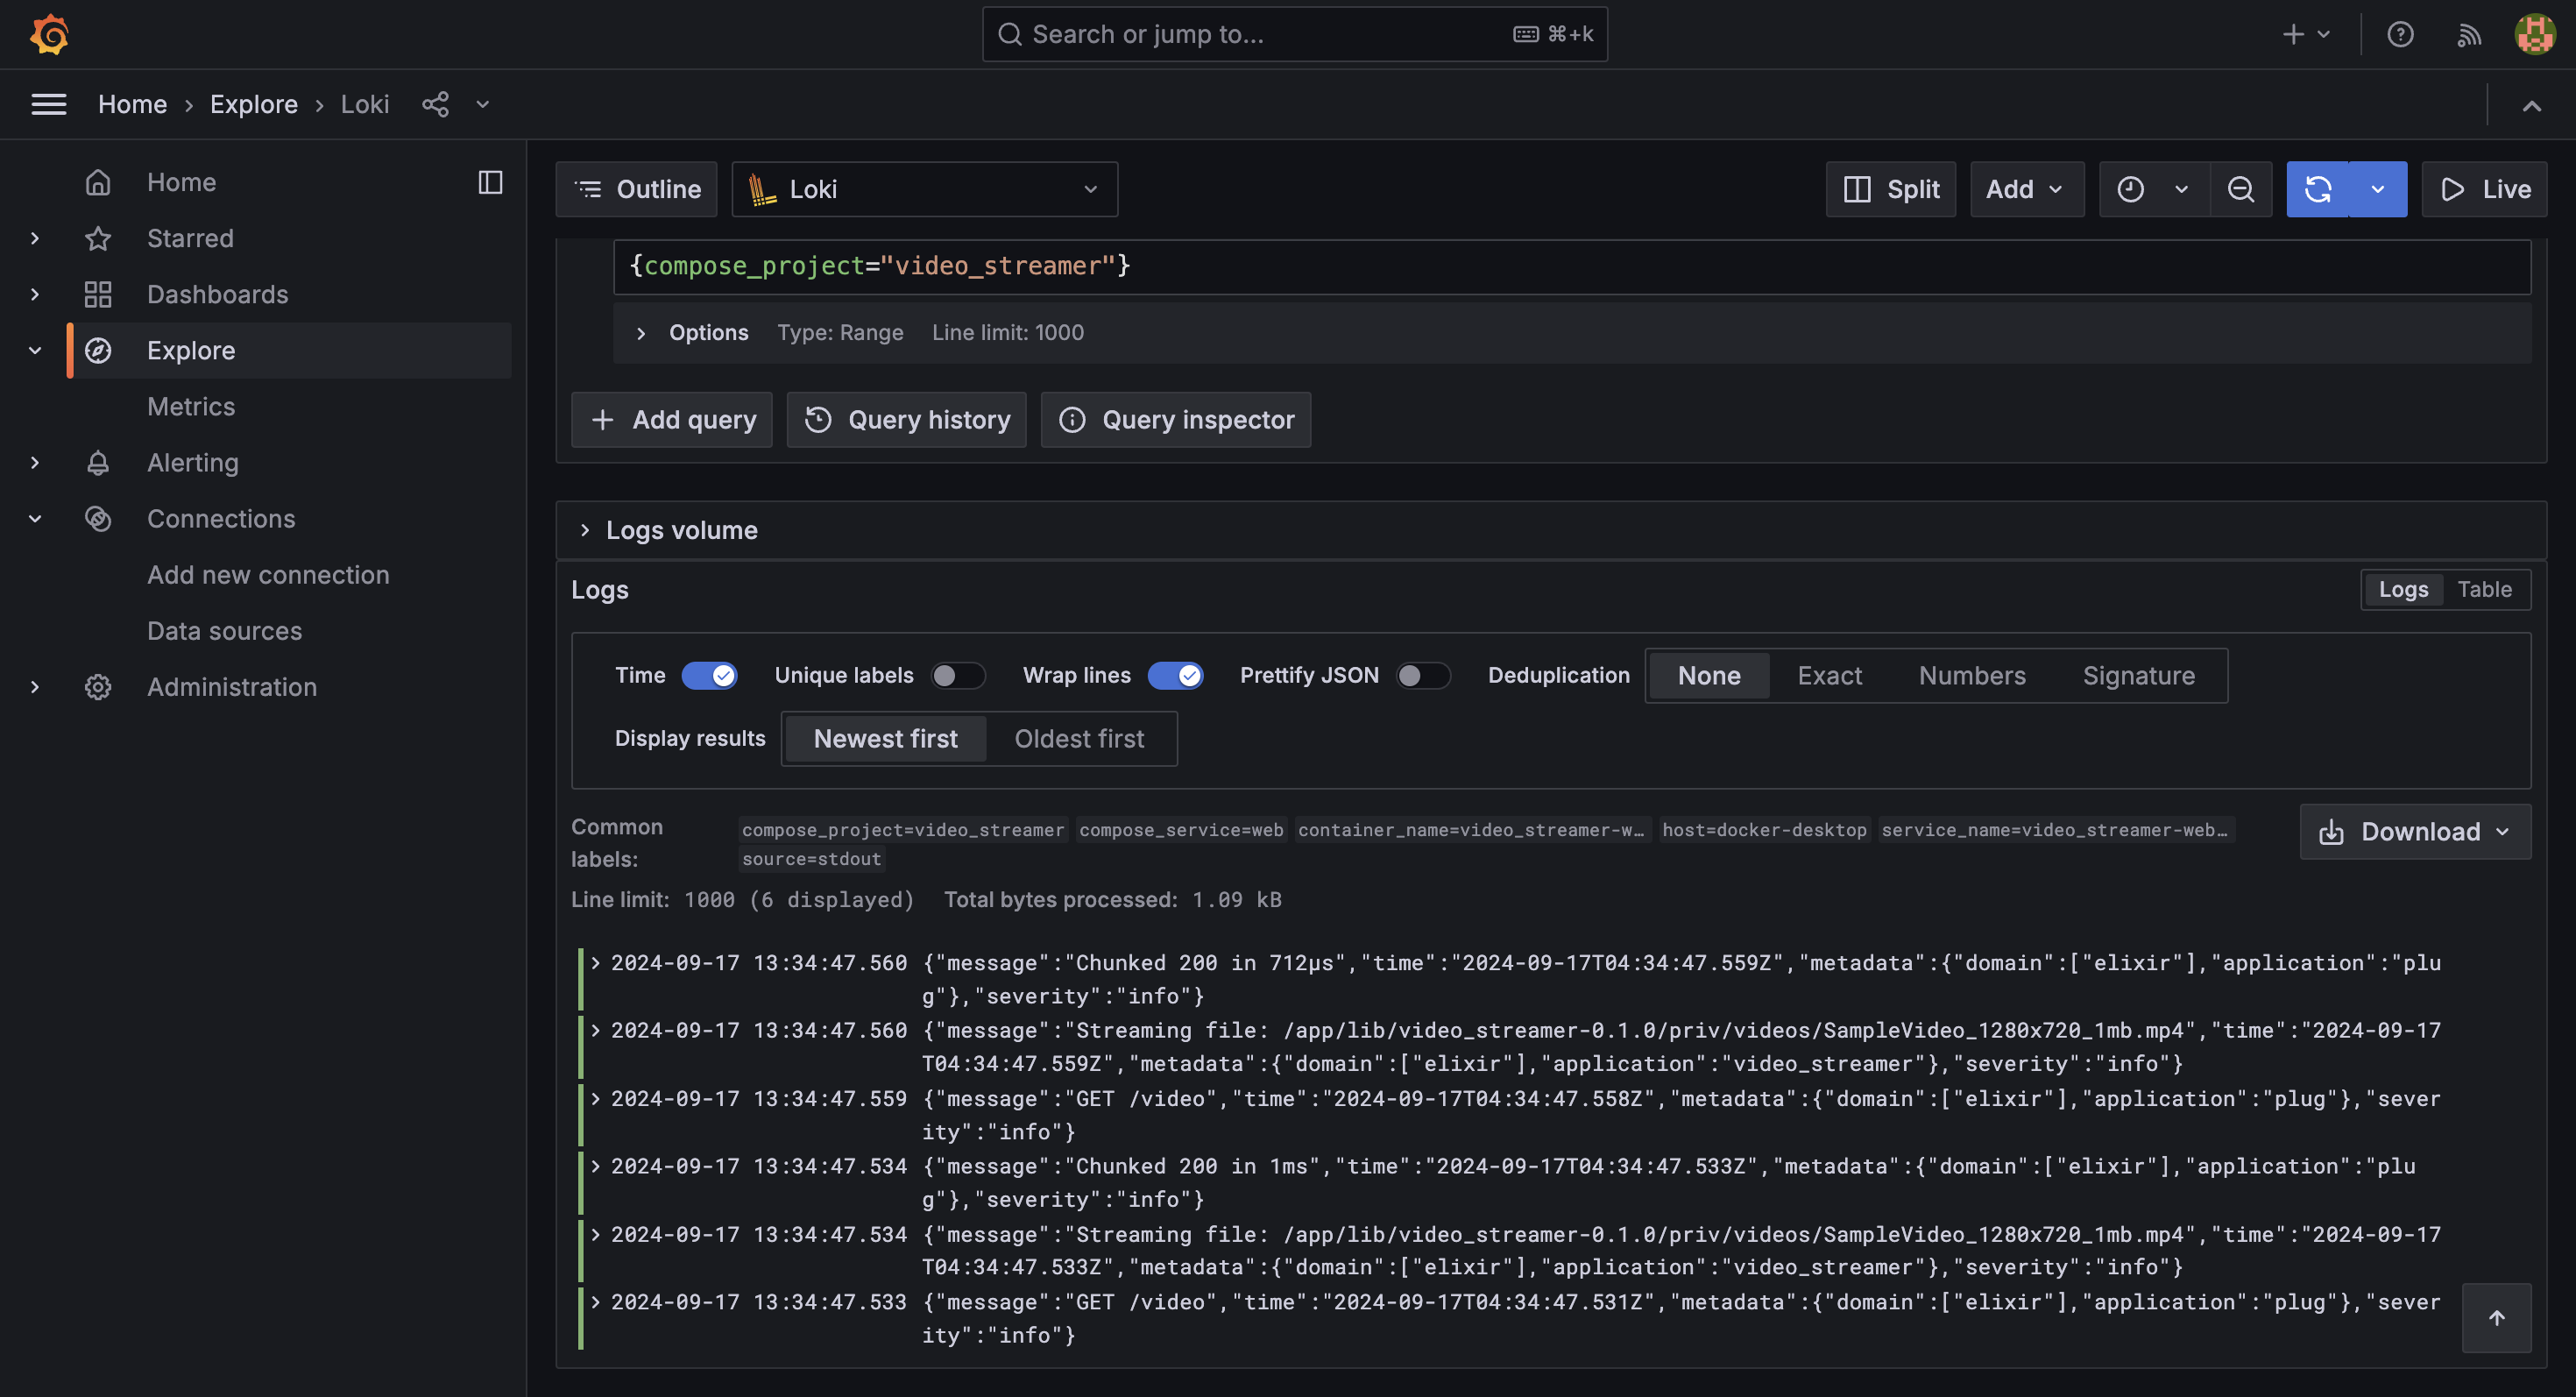 Search or jump to...
⌘+k
Home › Explore › Loki
Home
Starred
Dashboards
Explore
Metrics
Alerting
Connections
Add new connection
Data sources
Administration
Outline
Loki
Split
Add
Live
{compose_project="video_streamer"}
Options Type: Range Line limit: 1000
+ Add query
Query history
Query inspector
Logs volume
Logs
Logs Table
Time
Unique labels
Wrap lines
Prettify JSON
Deduplication None Exact Numbers Signature
Display results Newest first Oldest first
Common
labels:
compose_project=video_streamer compose_service=web container_name=video_streamer-w… host=docker-desktop service_name=video_streamer-web…
source=stdout
Download
Line limit: 1000 (6 displayed) Total bytes processed: 1.09 kB
2024-09-17 13:34:47.560 {"message":"Chunked 200 in 712µs","time":"2024-09-17T04:34:47.559Z","metadata":{"domain":["elixir"],"application":"plu
g"},"severity":"info"}
2024-09-17 13:34:47.560 {"message":"Streaming file: /app/lib/video_streamer-0.1.0/priv/videos/SampleVideo_1280x720_1mb.mp4","time":"2024-09-17
T04:34:47.559Z","metadata":{"domain":["elixir"],"application":"video_streamer"},"severity":"info"}
2024-09-17 13:34:47.559 {"message":"GET /video","time":"2024-09-17T04:34:47.558Z","metadata":{"domain":["elixir"],"application":"plug"},"sever
ity":"info"}
2024-09-17 13:34:47.534 {"message":"Chunked 200 in 1ms","time":"2024-09-17T04:34:47.533Z","metadata":{"domain":["elixir"],"application":"plu
g"},"severity":"info"}
2024-09-17 13:34:47.534 {"message":"Streaming file: /app/lib/video_streamer-0.1.0/priv/videos/SampleVideo_1280x720_1mb.mp4","time":"2024-09-17
T04:34:47.533Z","metadata":{"domain":["elixir"],"application":"video_streamer"},"severity":"info"}
2024-09-17 13:34:47.533 {"message":"GET /video","time":"2024-09-17T04:34:47.531Z","metadata":{"domain":["elixir"],"application":"plug"},"sever
ity":"info"}